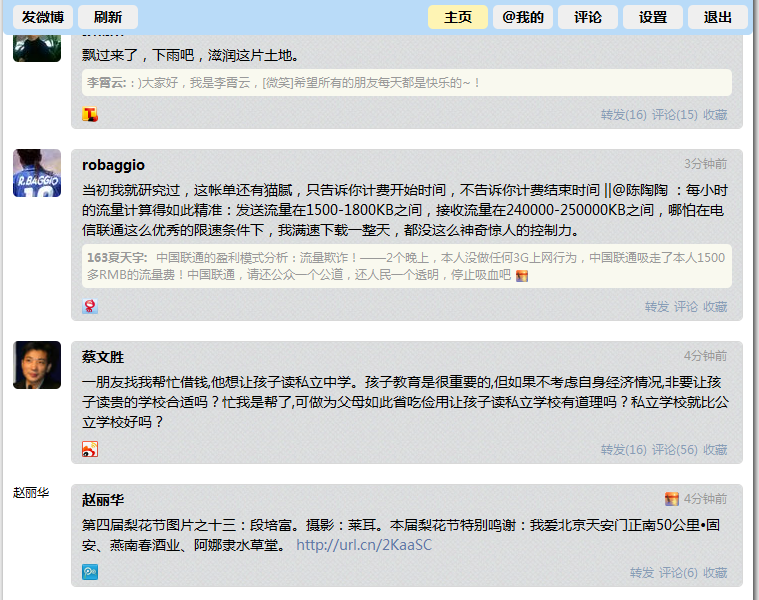 发微博 刷新 主页 @我的 评论 设置 退出
飘过来了，下雨吧，滋润这片土地。
李霄云: : )大家好，我是李霄云，[微笑]希望所有的朋友每天都是快乐的~！
转发(16) 评论(15) 收藏
robaggio 3分钟前
当初我就研究过，这帐单还有猫腻，只告诉你计费开始时间，不告诉你计费结束时间 ||@陈陶陶 ：每小时
的流量计算得如此精准：发送流量在1500-1800KB之间，接收流量在240000-250000KB之间，哪怕在电
信联通这么优秀的限速条件下，我满速下载一整天，都没这么神奇惊人的控制力。
163夏天宇: 中国联通的盈利模式分析：流量欺诈！——2个晚上，本人没做任何3G上网行为，中国联通吸走了本人1500
多RMB的流量费！中国联通，请还公众一个公道，还人民一个透明，停止吸血吧
转发 评论 收藏
R.BAGGIO
10
蔡文胜 4分钟前
一朋友找我帮忙借钱,他想让孩子读私立中学。孩子教育是很重要的,但如果不考虑自身经济情况,非要让孩
子读贵的学校合适吗？忙我是帮了,可做为父母如此省吃俭用让孩子读私立学校有道理吗？私立学校就比公
立学校好吗？
转发(16) 评论(56) 收藏
赵丽华
赵丽华 4分钟前
第四届梨花节图片之十三：段培富。摄影：莱耳。本届梨花节特别鸣谢：我爱北京天安门正南50公里•固
安、燕南春酒业、阿娜隶水草堂。 http://url.cn/2KaaSC
转发 评论(6) 收藏